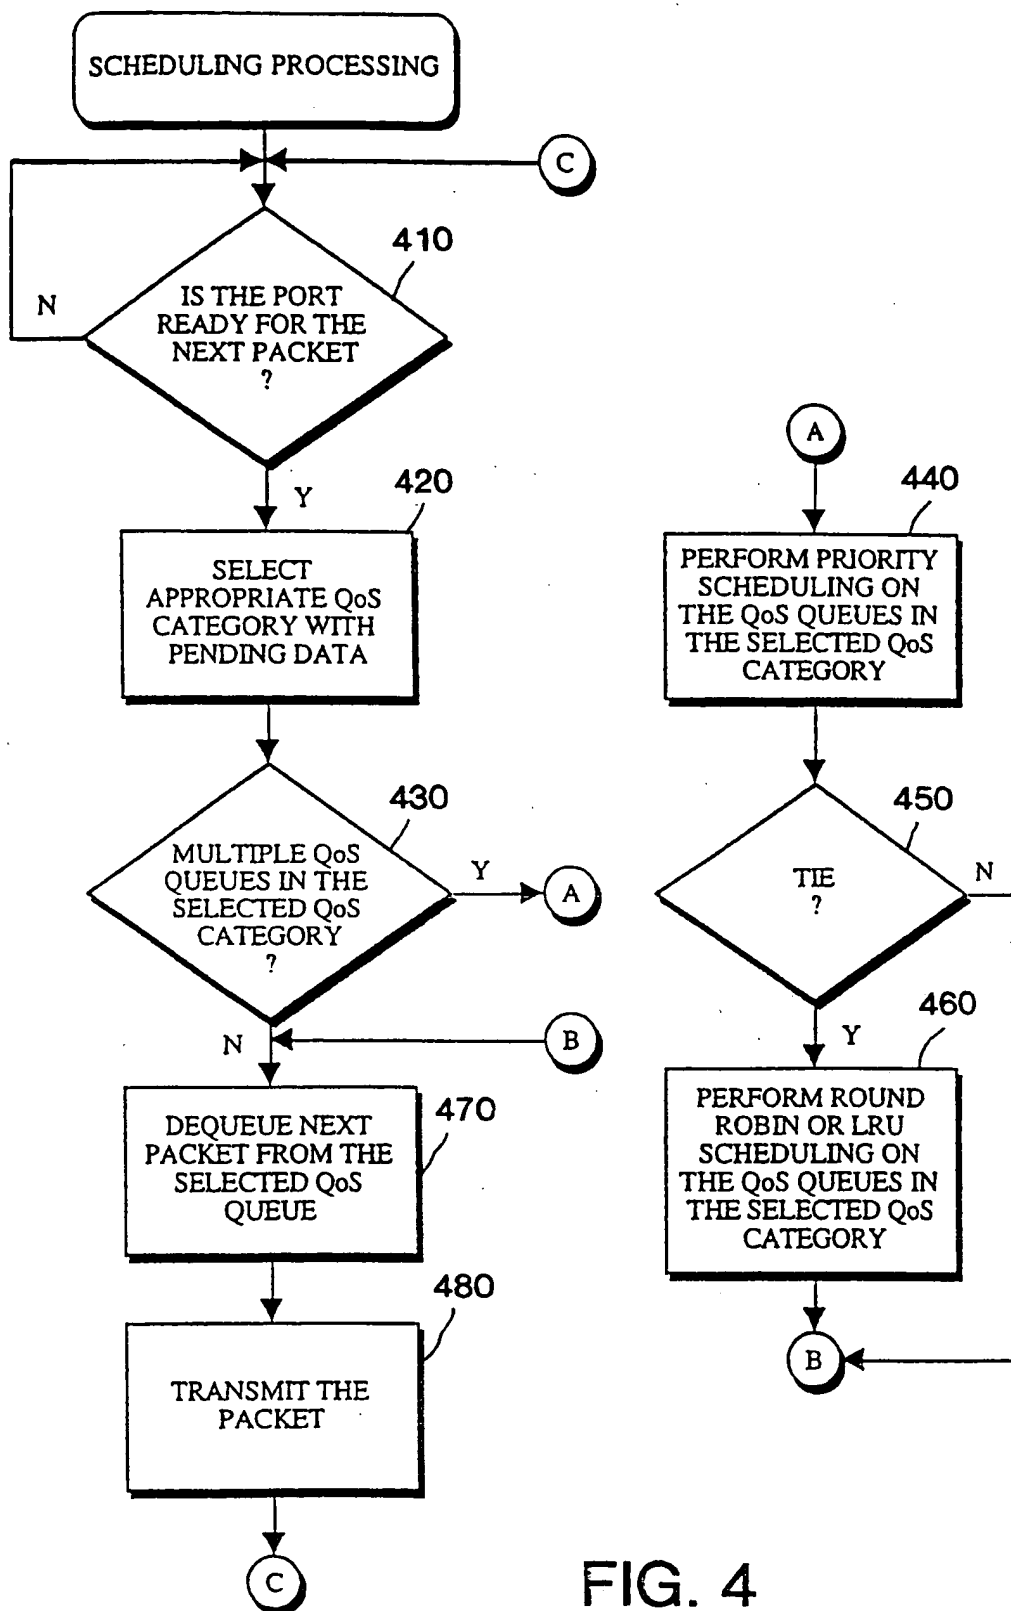 SCHEDULING PROCESSING
C
410
IS THE PORT
READY FOR THE
NEXT PACKET
?
N
Y
420
SELECT
APPROPRIATE QoS
CATEGORY WITH
PENDING DATA
430
MULTIPLE QoS
QUEUES IN THE
SELECTED QoS
CATEGORY
?
Y
A
N
B
470
DEQUEUE NEXT
PACKET FROM THE
SELECTED QoS
QUEUE
480
TRANSMIT THE
PACKET
C
A
440
PERFORM PRIORITY
SCHEDULING ON
THE QoS QUEUES IN
THE SELECTED QoS
CATEGORY
450
TIE
?
N
Y
460
PERFORM ROUND
ROBIN OR LRU
SCHEDULING ON
THE QoS QUEUES IN
THE SELECTED QoS
CATEGORY
B
FIG. 4